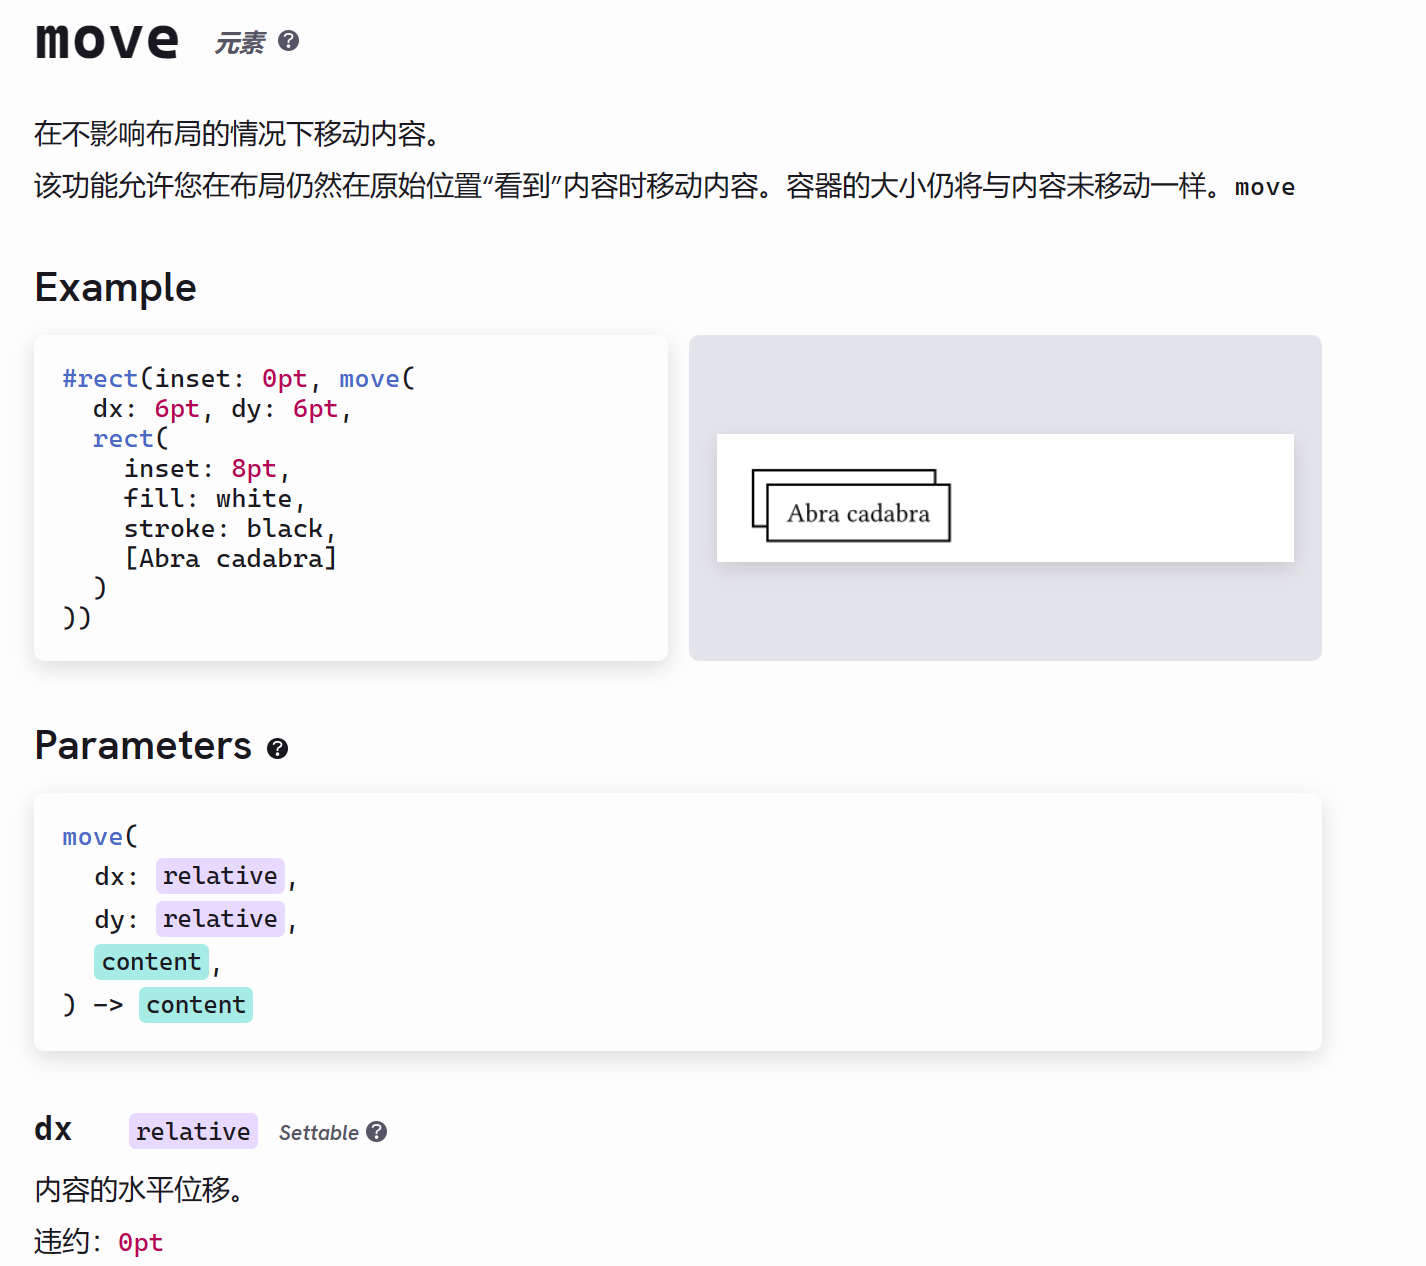 move 元素 ?
在不影响布局的情况下移动内容。
该功能允许您在布局仍然在原始位置“看到”内容时移动内容。容器的大小仍将与内容未移动一样。move
Example
#rect(inset: 0pt, move(
  dx: 6pt, dy: 6pt,
  rect(
    inset: 8pt,
    fill: white,
    stroke: black,
    [Abra cadabra]
  )
))
Abra cadabra
Parameters ?
move(
  dx: relative,
  dy: relative,
  content,
) -> content
dx relative Settable ?
内容的水平位移。
违约：0pt